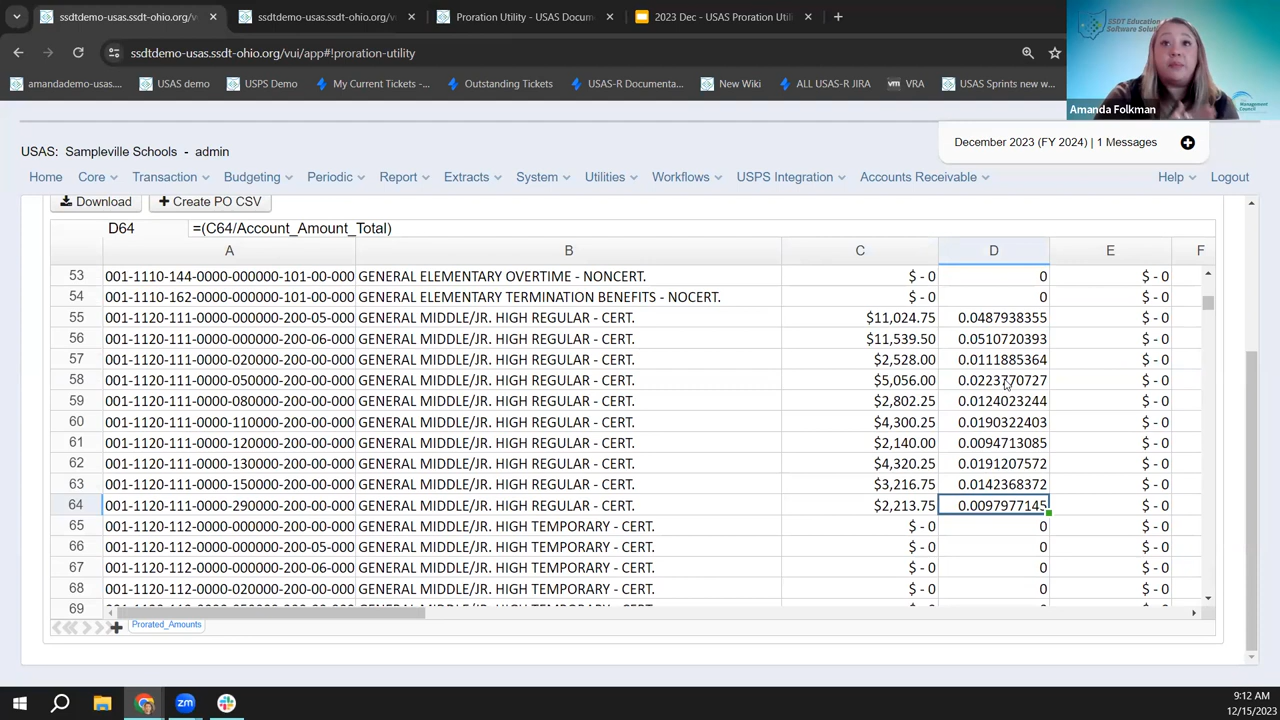 ssdtdemo-usas.ssdt-ohio.org/v
ssdtdemo-usas.ssdt-ohio.org/v
Proration Utility - USAS Docum
2023 Dec - USAS Proration Utili
ssdtdemo-usas.ssdt-ohio.org/vui/app#!proration-utility
amandademo-usas....
USAS demo
USPS Demo
My Current Tickets -...
Outstanding Tickets
USAS-R Documenta...
New Wiki
ALL USAS-R JIRA
VRA
USAS Sprints new w
SSDT Education
Software Solution
Management
Council
Amanda Folkman
December 2023 (FY 2024) | 1 Messages
USAS: Sampleville Schools - admin
Home Core Transaction Budgeting Periodic Report Extracts System Utilities Workflows USPS Integration Accounts Receivable Help Logout
Download + Create PO CSV
D64 =(C64/Account_Amount_Total)
A B C D E F
53 001-1110-144-0000-000000-101-00-000 GENERAL ELEMENTARY OVERTIME - NONCERT. $ - 0 0 $ - 0
54 001-1110-162-0000-000000-101-00-000 GENERAL ELEMENTARY TERMINATION BENEFITS - NOCERT. $ - 0 0 $ - 0
55 001-1120-111-0000-000000-200-05-000 GENERAL MIDDLE/JR. HIGH REGULAR - CERT. $11,024.75 0.0487938355 $ - 0
56 001-1120-111-0000-000000-200-06-000 GENERAL MIDDLE/JR. HIGH REGULAR - CERT. $11,539.50 0.0510720393 $ - 0
57 001-1120-111-0000-020000-200-00-000 GENERAL MIDDLE/JR. HIGH REGULAR - CERT. $2,528.00 0.0111885364 $ - 0
58 001-1120-111-0000-050000-200-00-000 GENERAL MIDDLE/JR. HIGH REGULAR - CERT. $5,056.00 0.0223770727 $ - 0
59 001-1120-111-0000-080000-200-00-000 GENERAL MIDDLE/JR. HIGH REGULAR - CERT. $2,802.25 0.0124023244 $ - 0
60 001-1120-111-0000-110000-200-00-000 GENERAL MIDDLE/JR. HIGH REGULAR - CERT. $4,300.25 0.0190322403 $ - 0
61 001-1120-111-0000-120000-200-00-000 GENERAL MIDDLE/JR. HIGH REGULAR - CERT. $2,140.00 0.0094713085 $ - 0
62 001-1120-111-0000-130000-200-00-000 GENERAL MIDDLE/JR. HIGH REGULAR - CERT. $4,320.25 0.0191207572 $ - 0
63 001-1120-111-0000-150000-200-00-000 GENERAL MIDDLE/JR. HIGH REGULAR - CERT. $3,216.75 0.0142368372 $ - 0
64 001-1120-111-0000-290000-200-00-050 GENERAL MIDDLE/JR. HIGH REGULAR - CERT. $2,213.75 0.0097977145 $ - 0
65 001-1120-112-0000-000000-200-00-000 GENERAL MIDDLE/JR. HIGH TEMPORARY - CERT. $ - 0 0 $ - 0
66 001-1120-112-0000-000000-200-05-000 GENERAL MIDDLE/JR. HIGH TEMPORARY - CERT. $ - 0 0 $ - 0
67 001-1120-112-0000-000000-200-06-000 GENERAL MIDDLE/JR. HIGH TEMPORARY - CERT. $ - 0 0 $ - 0
68 001-1120-112-0000-020000-200-00-000 GENERAL MIDDLE/JR. HIGH TEMPORARY - CERT. $ - 0 0 $ - 0
69
Prorated_Amounts
9:12 AM
12/15/2023